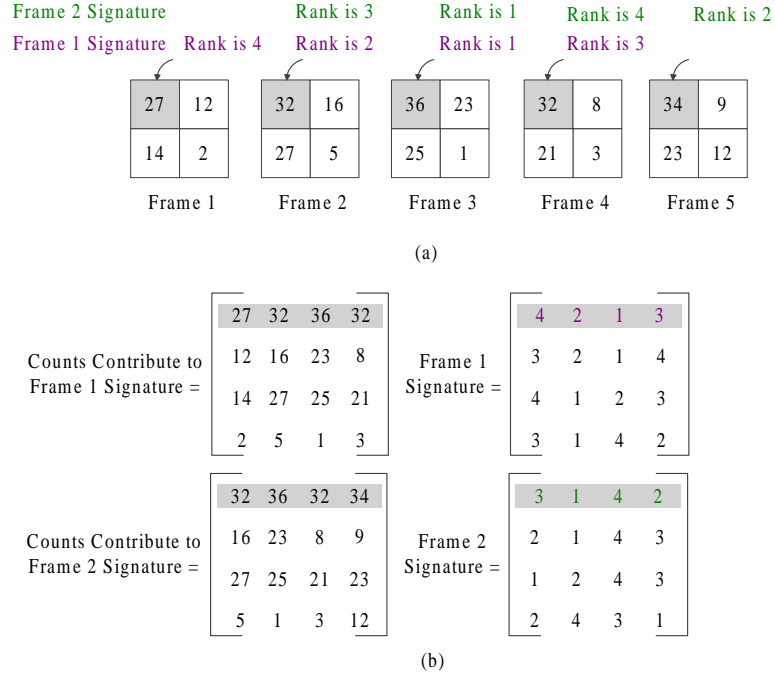 Frame 2 Signature Rank is 3 Rank is 1 Rank is 4 Rank is 2
Frame 1 Signature Rank is 4 Rank is 2 Rank is 1 Rank is 3
27 12 32 16 36 23 32 8 34 9
14 2 27 5 25 1 21 3 23 12
Frame 1 Frame 2 Frame 3 Frame 4 Frame 5
(a)
Counts Contribute to
Frame 1 Signature =
27 32 36 32
12 16 23 8
14 27 25 21
2 5 1 3
Frame 1
Signature =
4 2 1 3
3 2 1 4
4 1 2 3
3 1 4 2
Counts Contribute to
Frame 2 Signature =
32 36 32 34
16 23 8 9
27 25 21 23
5 1 3 12
Frame 2
Signature =
3 1 4 2
2 1 4 3
1 2 4 3
2 4 3 1
(b)